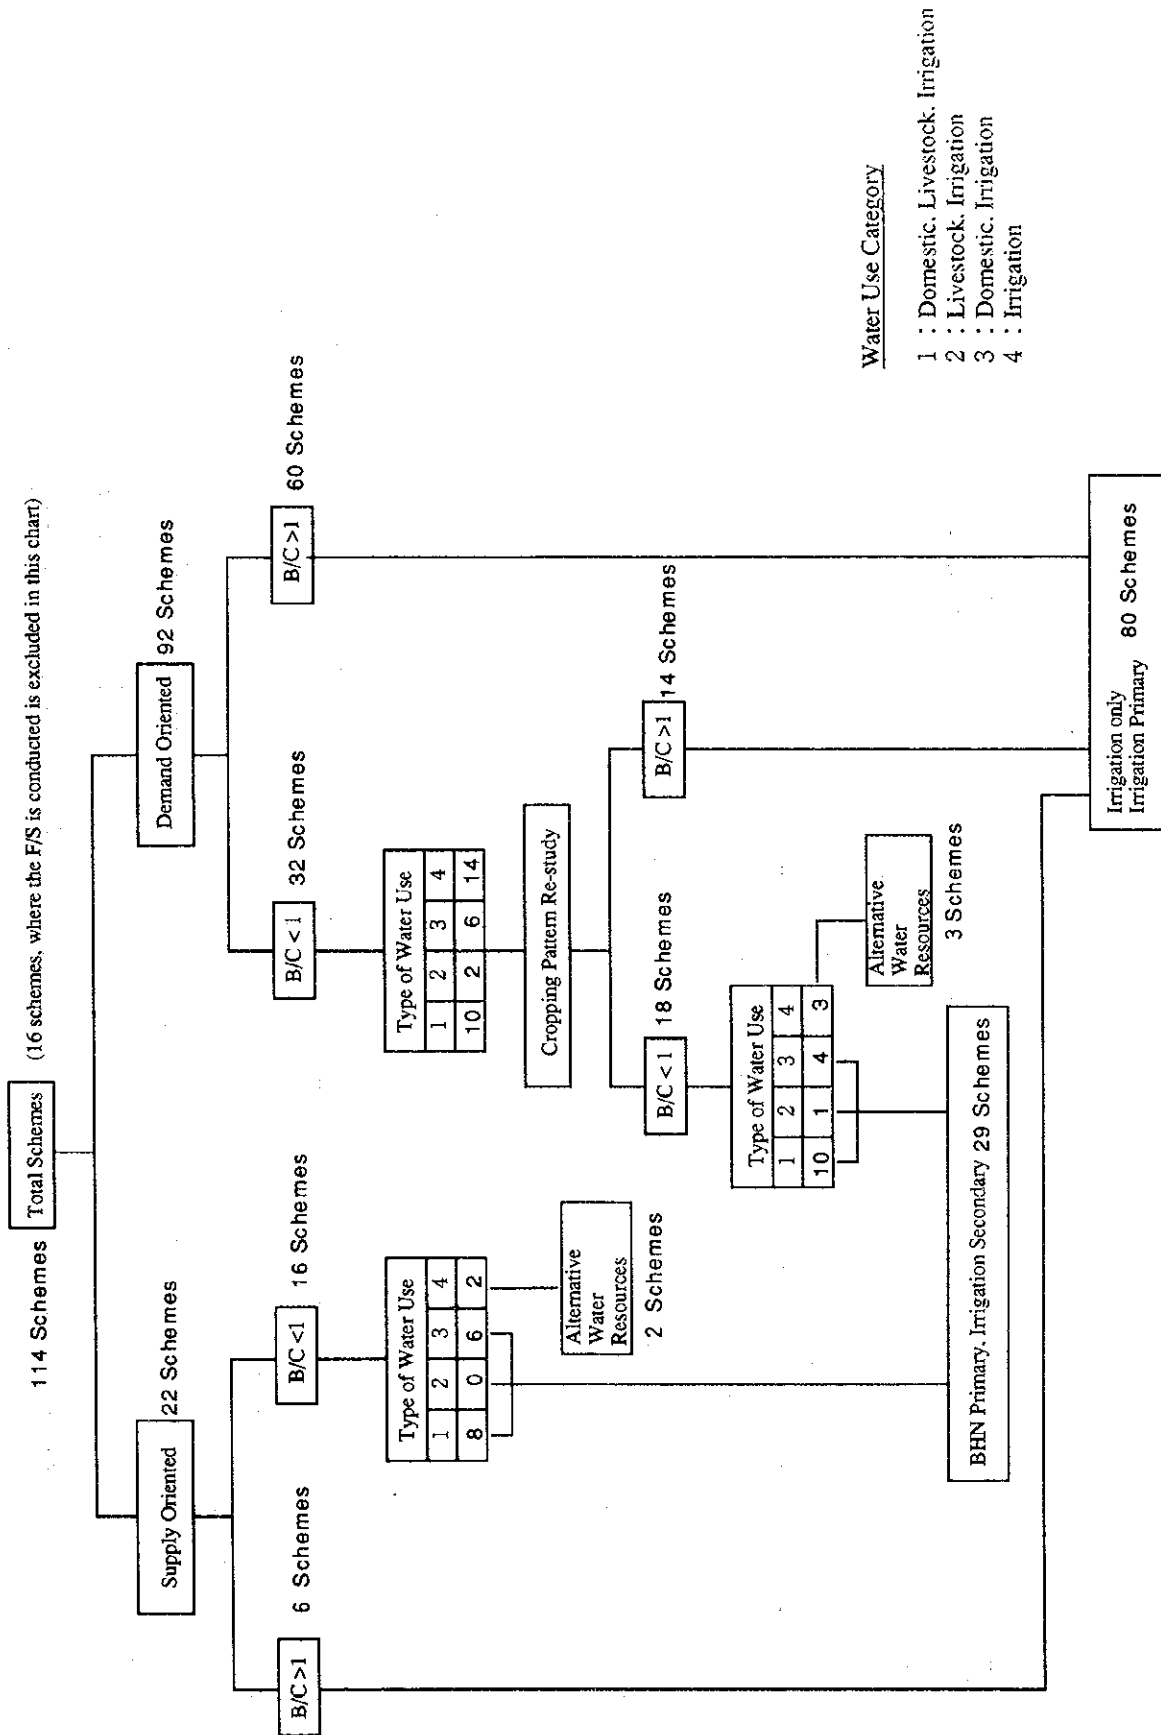 114 Schemes
Total Schemes
(16 schemes, where the F/S is conducted is excluded in this chart)
Supply Oriented
22 Schemes
Demand Oriented
92 Schemes
B/C >1
6 Schemes
B/C <1
16 Schemes
B/C < 1
32 Schemes
B/C >1
60 Schemes
Type of Water Use
1 2 3 4
8 0 6 2
Type of Water Use
1 2 3 4
10 2 6 14
Alternative
Water
Resources
2 Schemes
Cropping Pattern Re-study
B/C < 1
18 Schemes
B/C >1
14 Schemes
Type of Water Use
1 2 3 4
10 1 4 3
Alternative
Water
Resources
3 Schemes
BHN Primary, Irrigation Secondary 29 Schemes
Irrigation only
Irrigation Primary 80 Schemes
Water Use Category
1 : Domestic, Livestock, Irrigation
2 : Livestock, Irrigation
3 : Domestic, Irrigation
4 : Irrigation